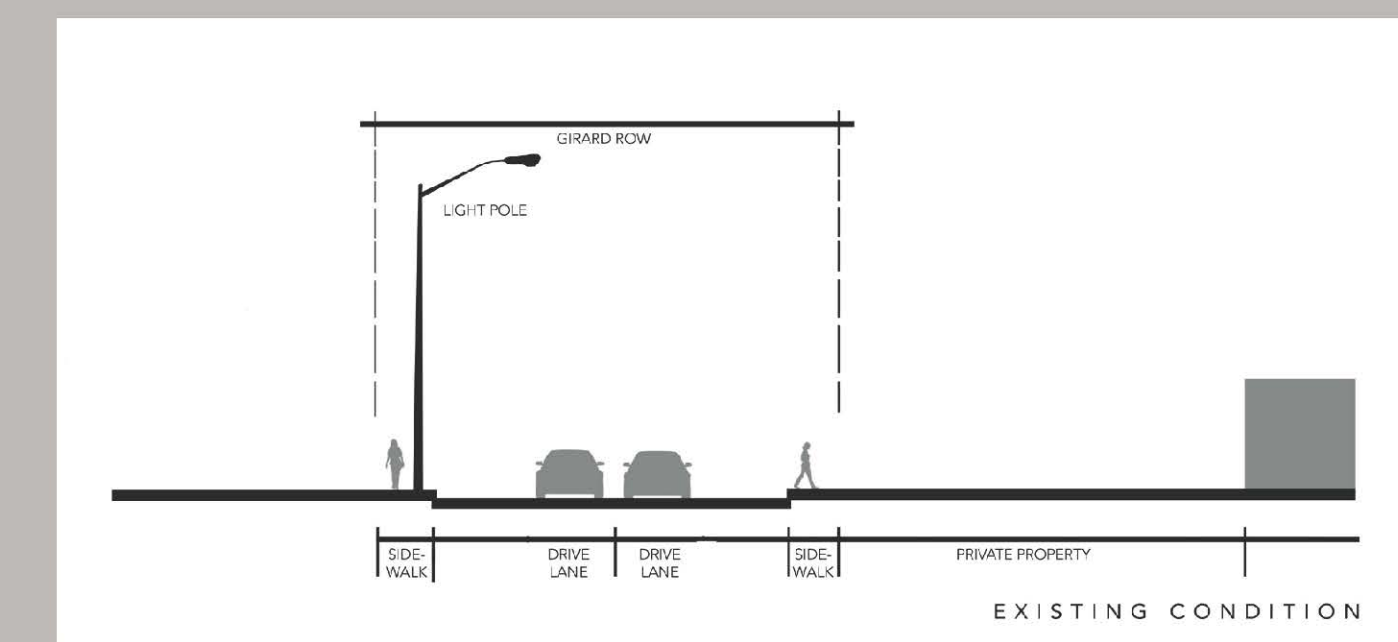 GIRARD ROW
LIGHT POLE
SIDE-
WALK
DRIVE
LANE
DRIVE
LANE
SIDE-
WALK
PRIVATE PROPERTY
EXISTING CONDITION